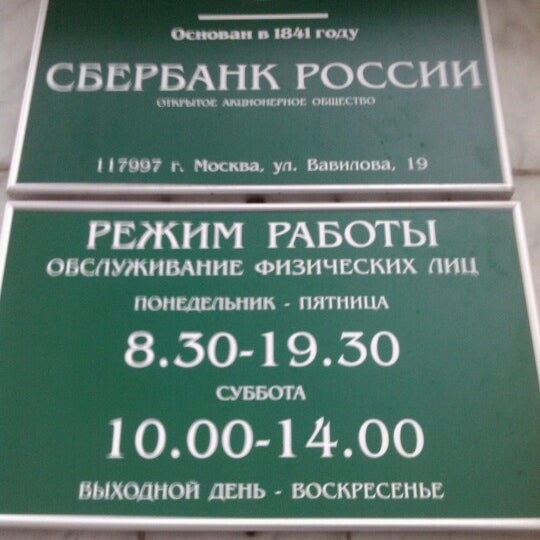 Основан в 1841 году
СБЕРБАНК РОССИИ
ОТКРЫТОЕ АКЦИОНЕРНОЕ ОБЩЕСТВО
117997 г. Москва, ул. Вавилова, 19
РЕЖИМ РАБОТЫ
ОБСЛУЖИВАНИЕ ФИЗИЧЕСКИХ ЛИЦ
ПОНЕДЕЛЬНИК - ПЯТНИЦА
8.30-19.30
СУББОТА
10.00-14.00
ВЫХОДНОЙ ДЕНЬ - ВОСКРЕСЕНЬЕ